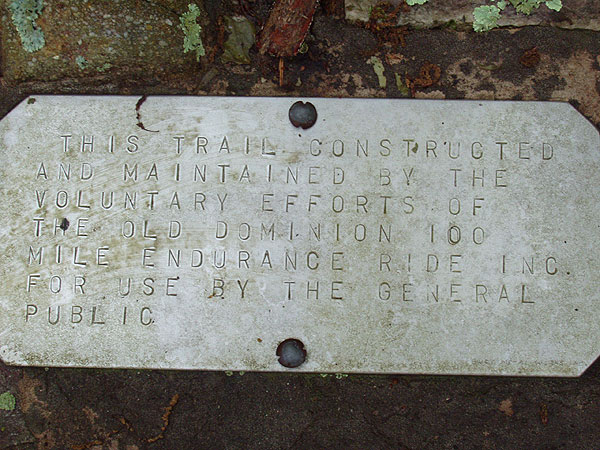 THIS TRAIL CONSTRUCTED
AND MAINTAINED BY THE
VOLUNTARY EFFORTS OF
THE OLD DOMINION 100
MILE ENDURANCE RIDE INC.
FOR USE BY THE GENERAL
PUBLIC